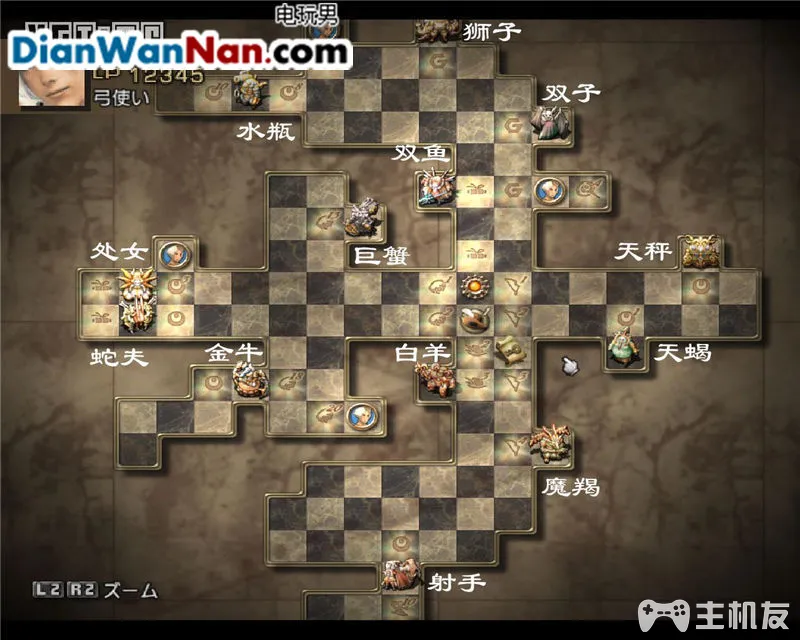 电玩男
狮子
DianWanNan.com
LP 12345
弓使い
双子
水瓶
双鱼
处女
巨蟹
天秤
蛇夫
金牛
白羊
天蝎
魔羯
射手
L2 R2 ズーム
主机友